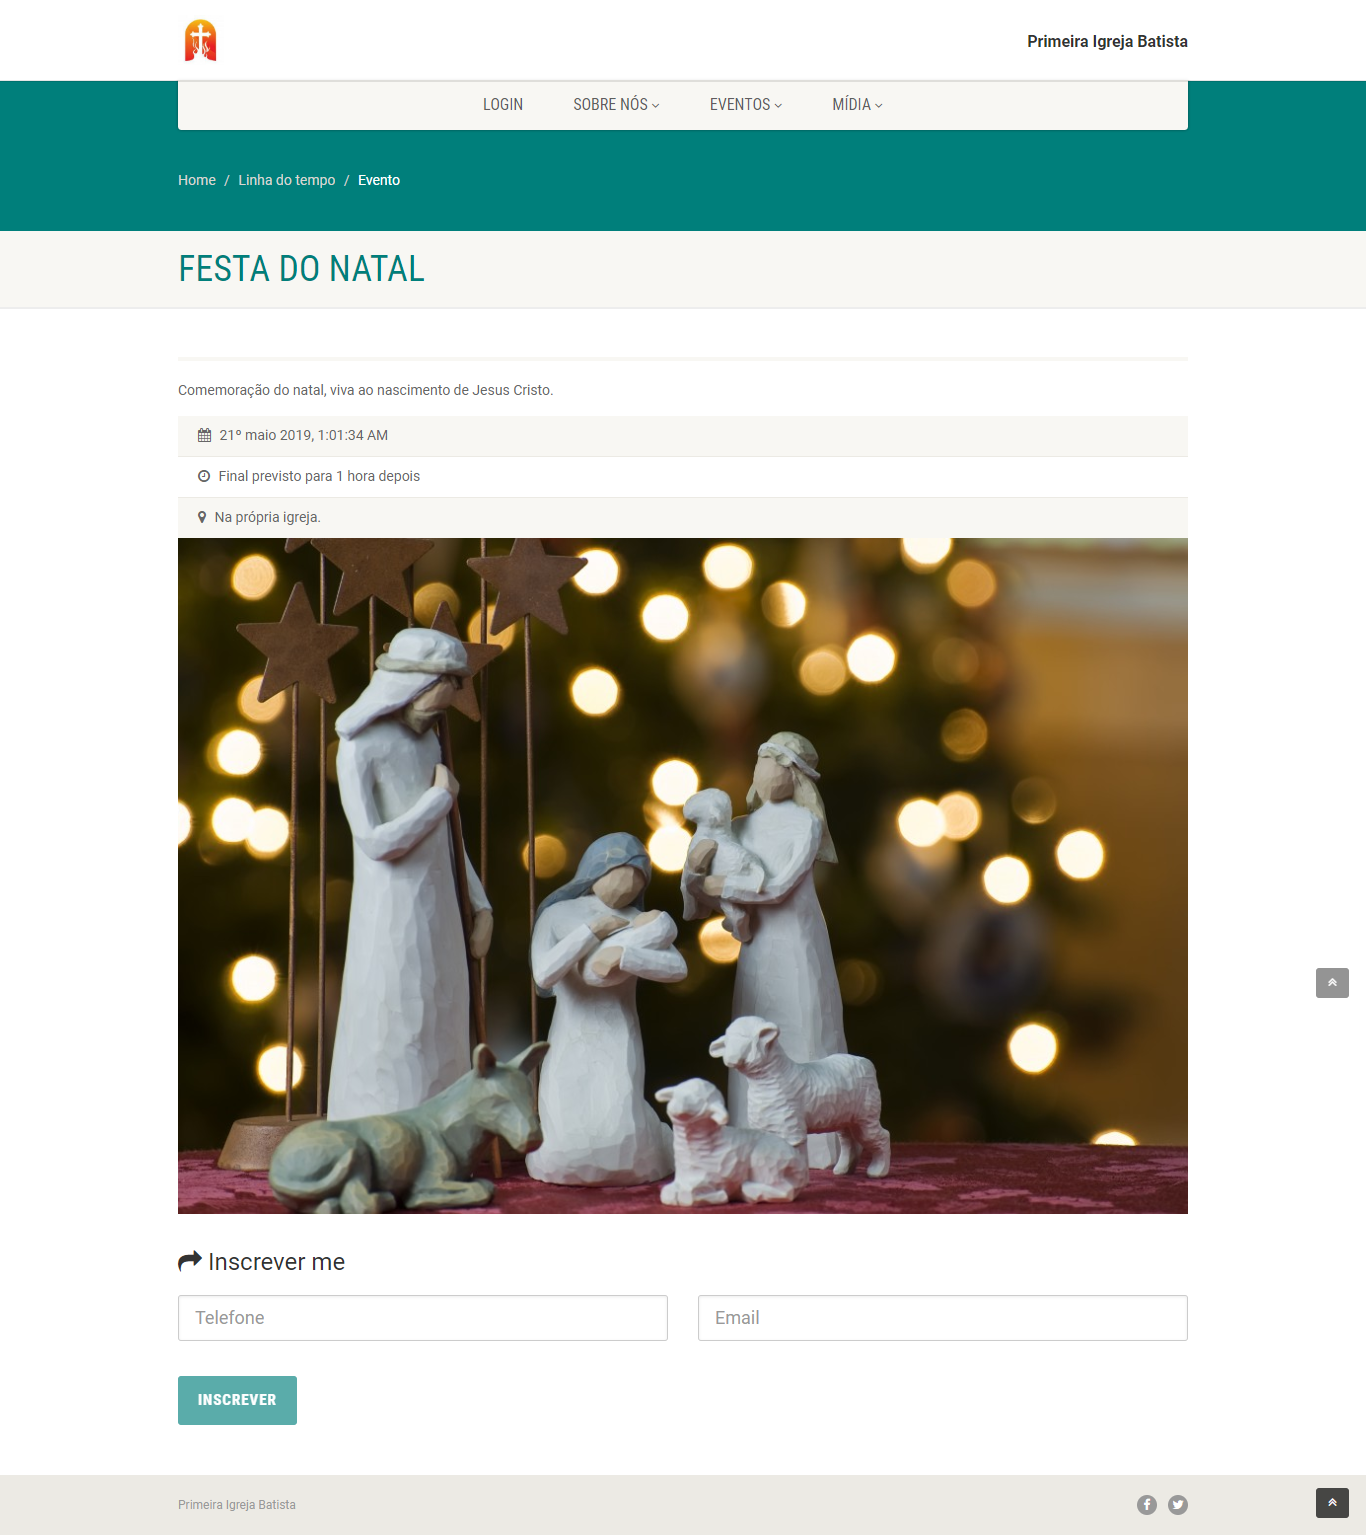 Primeira Igreja Batista
LOGIN
SOBRE NÓS
EVENTOS
MÍDIA
Home / Linha do tempo / Evento
FESTA DO NATAL
Comemoração do natal, viva ao nascimento de Jesus Cristo.
21º maio 2019, 1:01:34 AM
Final previsto para 1 hora depois
Na própria igreja.
Inscrever me
Telefone
Email
INSCREVER
Primeira Igreja Batista